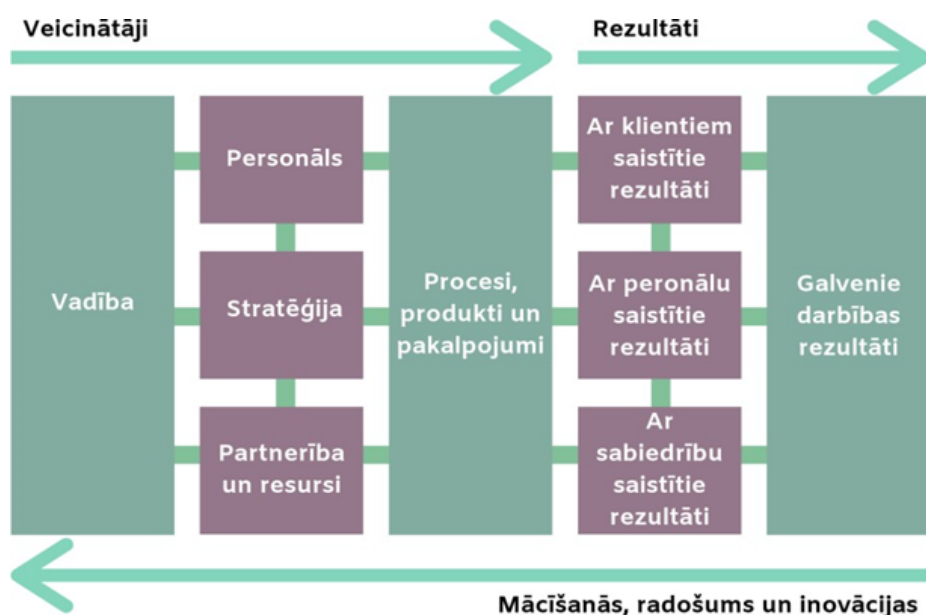 Veicinātāji
Rezultāti
Vadība
Personāls
Stratēģija
Partnerība
un resursi
Procesi,
produkti un
pakalpojumi
Ar klientiem
saistītie
rezultāti
Ar peronālu
saistītie
rezultāti
Ar
sabiedrību
saistītie
rezultāti
Galvenie
darbības
rezultāti
Mācīšanās, radošums un inovācijas